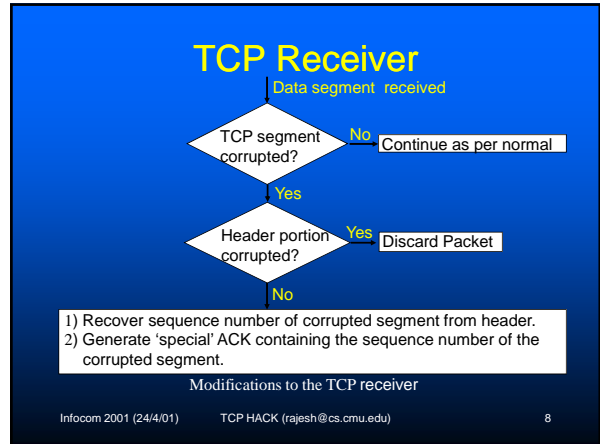 TCP Receiver
Data segment received
TCP segment
corrupted?
No
Continue as per normal
Yes
Header portion
corrupted?
Yes
Discard Packet
No
1) Recover sequence number of corrupted segment from header.
2) Generate ‘special’ ACK containing the sequence number of the
corrupted segment.
Modifications to the TCP receiver
Infocom 2001 (24/4/01) TCP HACK (rajesh@cs.cmu.edu) 8